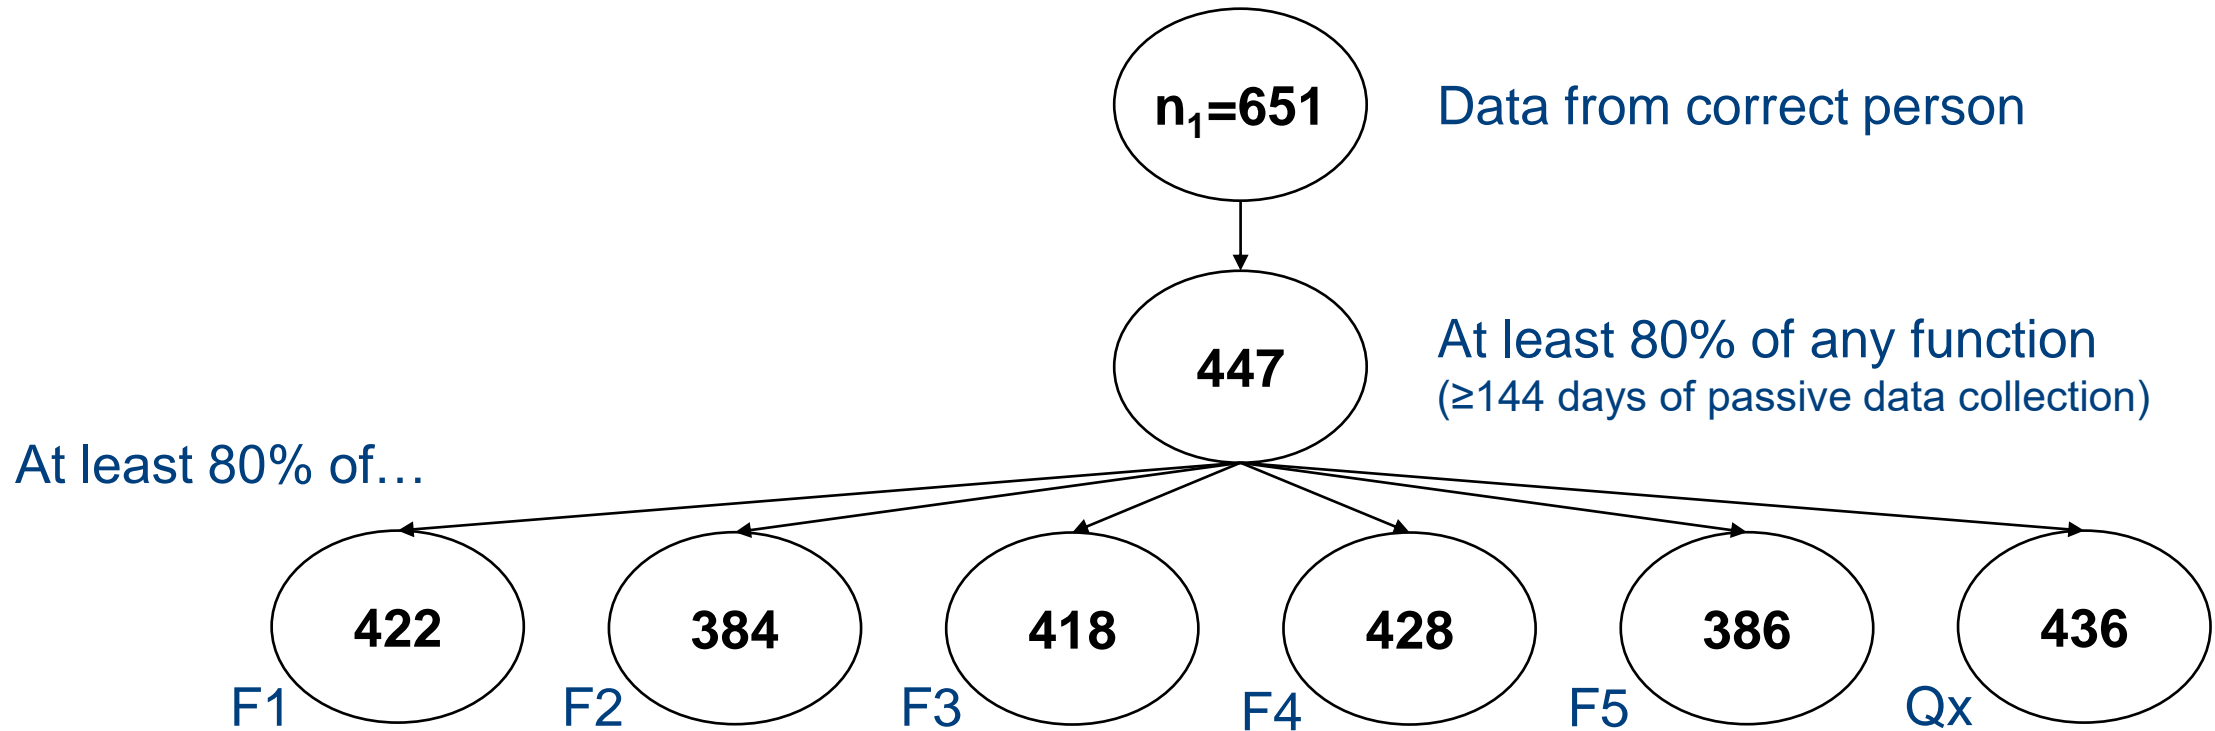 n₁=651
Data from correct person
447
At least 80% of any function
(≥144 days of passive data collection)
At least 80% of…
422
384
418
428
386
436
F1
F2
F3
F4
F5
Qx